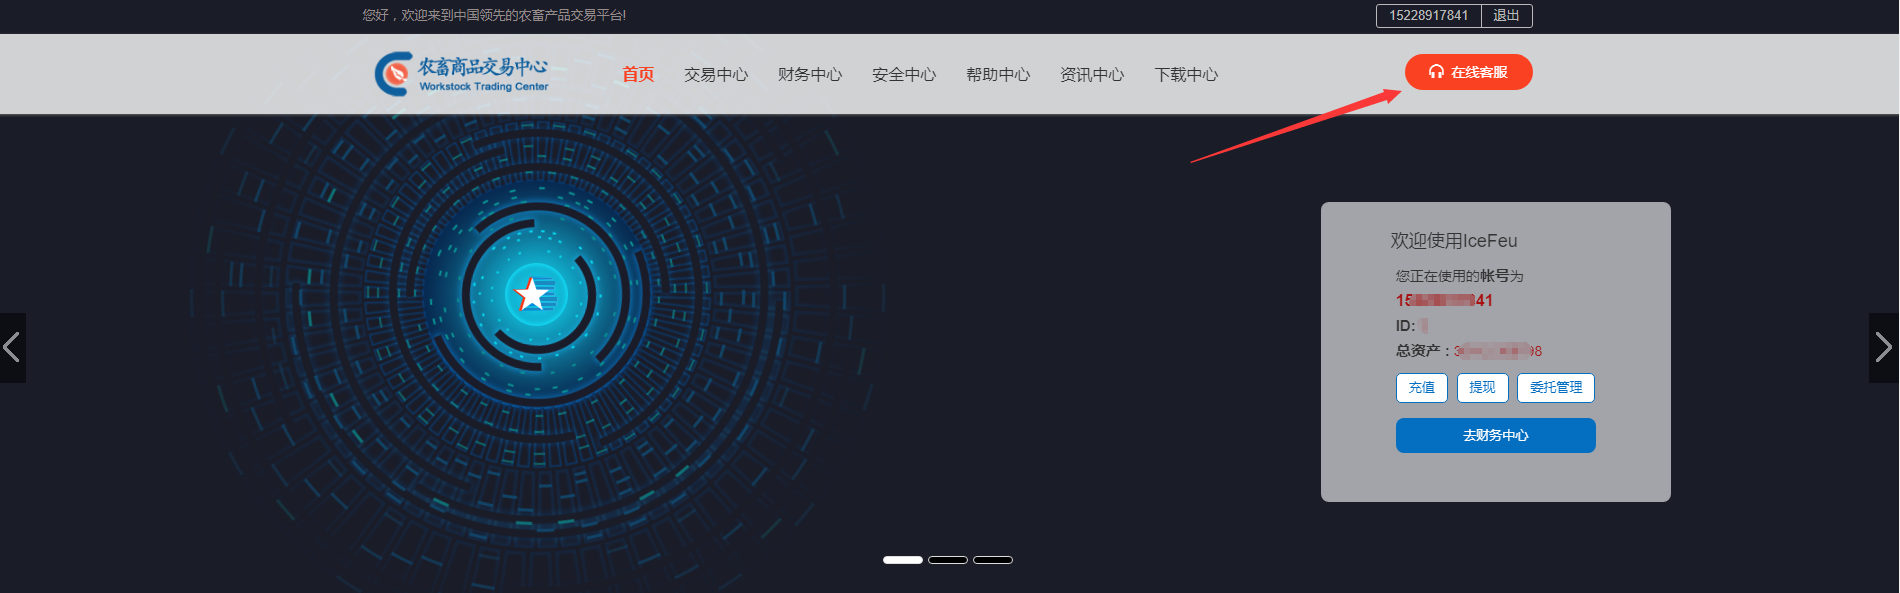 您好，欢迎来到中国领先的农畜产品交易平台!
15228917841 退出
农畜商品交易中心
Workstock Trading Center
首页 交易中心 财务中心 安全中心 帮助中心 资讯中心 下载中心
在线客服
欢迎使用IceFeu
您正在使用的帐号为
15 41
ID:
总资产：3 98
充值 提现 委托管理
去财务中心